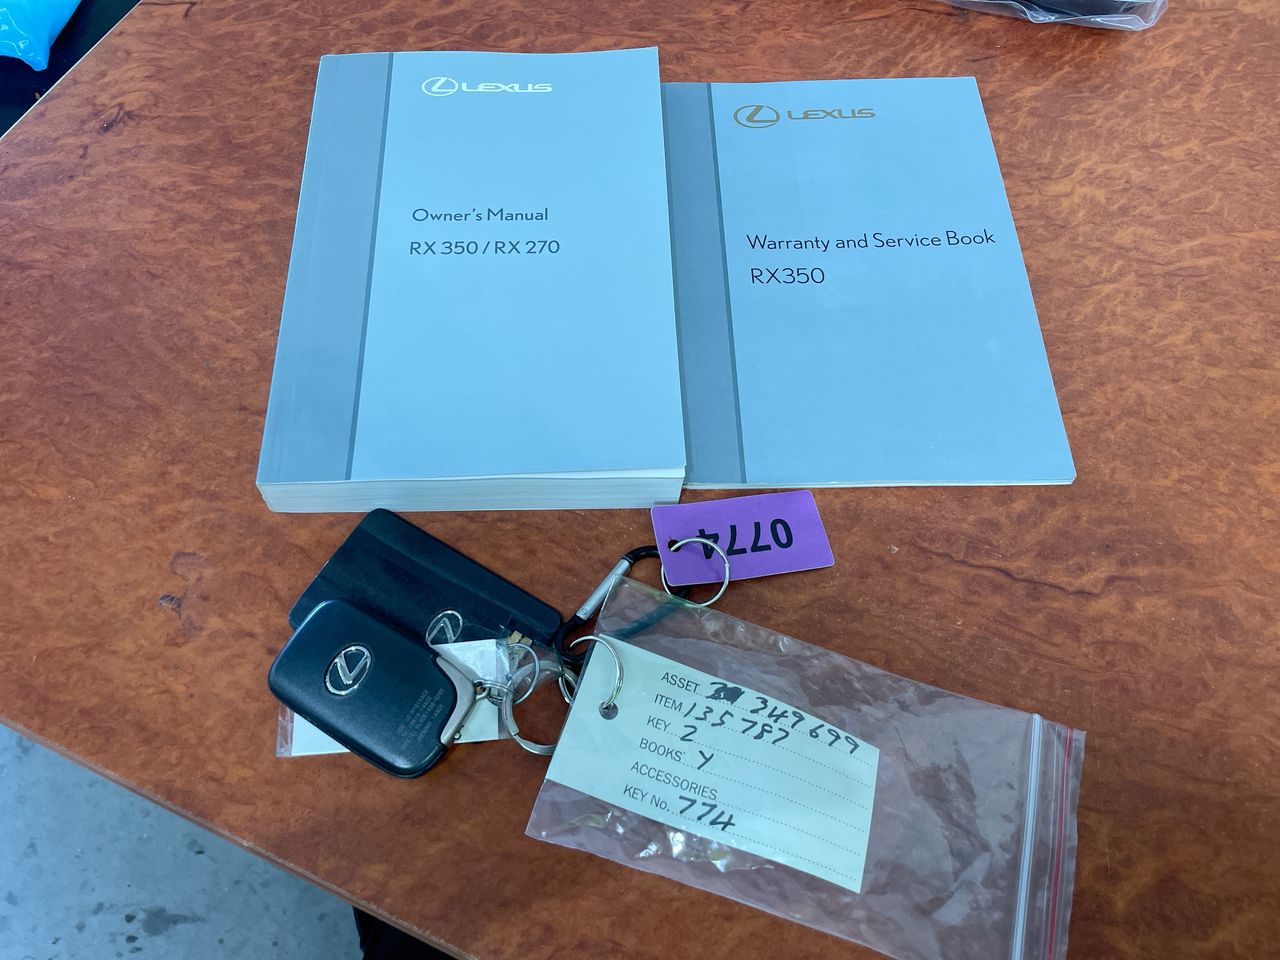 LEXUS
Owner's Manual
RX 350 / RX 270
LEXUS
Warranty and Service Book
RX350
0774
ASSET 349699
ITEM 135787
KEY 2
BOOKS Y
ACCESSORIES
KEY No. 774